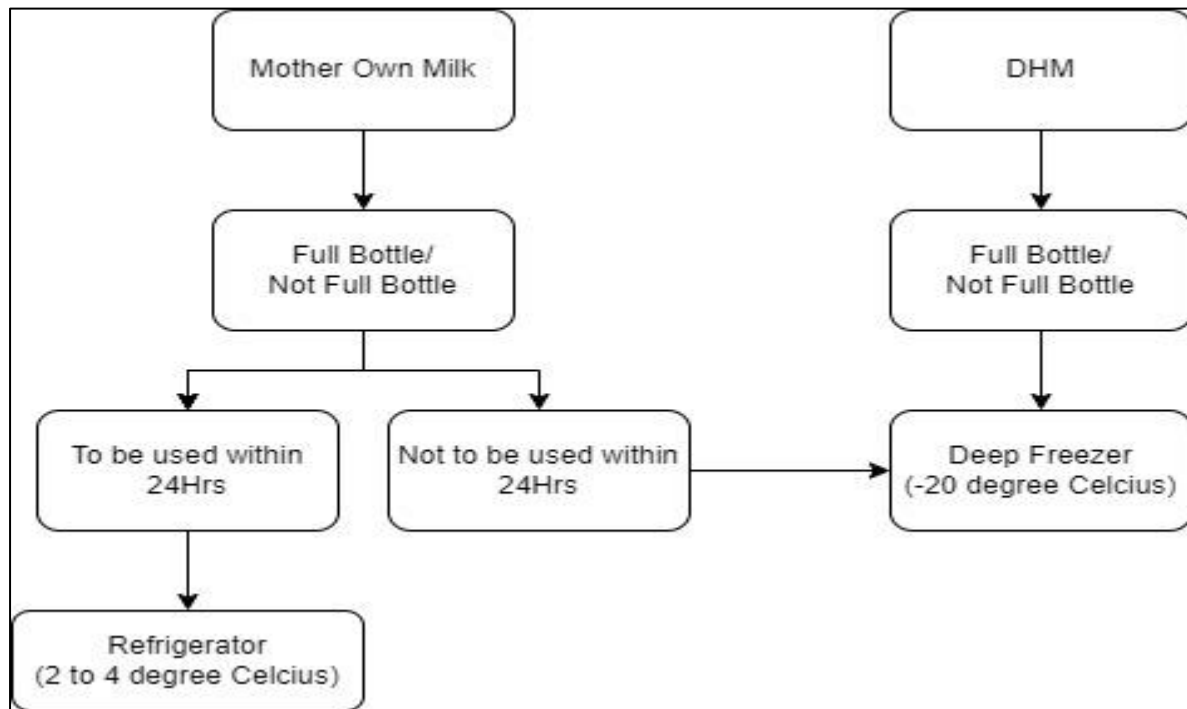 Mother Own Milk
DHM
Full Bottle/
Not Full Bottle
Full Bottle/
Not Full Bottle
To be used within
24Hrs
Not to be used within
24Hrs
Deep Freezer
(-20 degree Celcius)
Refrigerator
(2 to 4 degree Celcius)